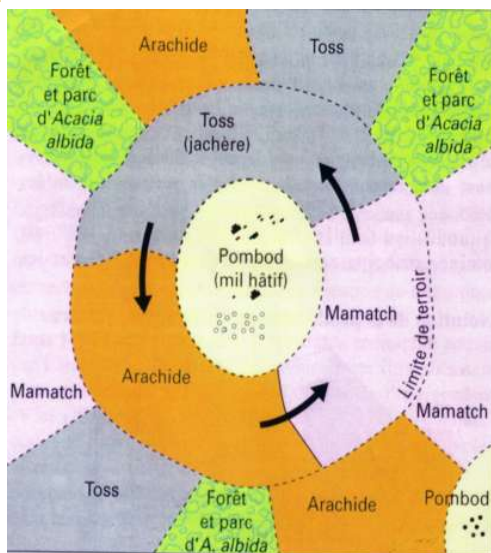 Arachide
Toss
Forêt
et parc
d'Acacia
albida
Forêt
et parc
d'Acacia
albida
Toss
(jachère)
Pombod
(mil hâtif)
Mamatch
Limite de terroir
Arachide
Mamatch
Mamatch
Toss
Forêt
et parc
d'A. albida
Arachide
Pombod